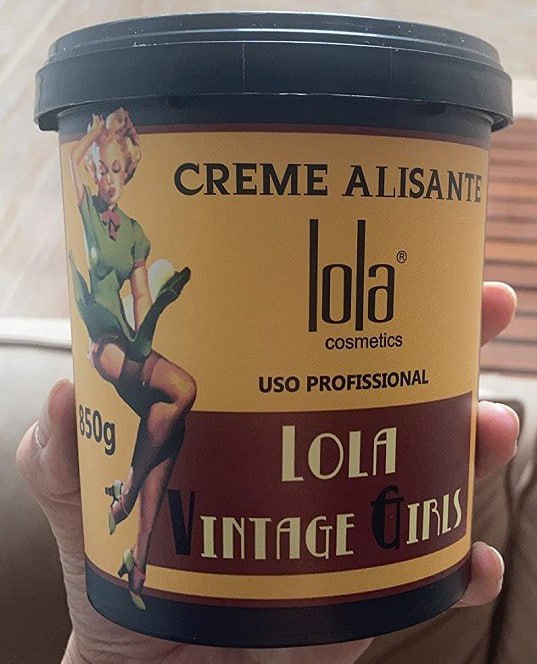 CREME ALISANTE
lola®
cosmetics
USO PROFISSIONAL
850g
LOLA
VINTAGE GIRLS